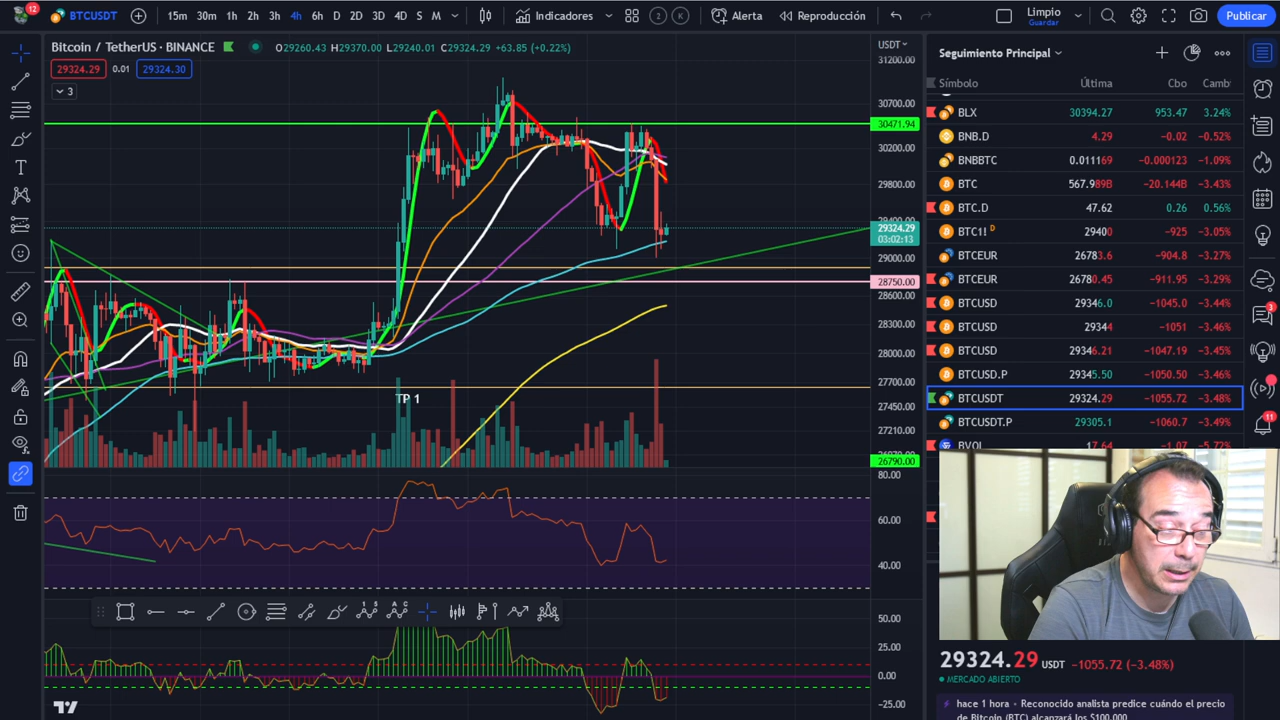 12 BTCUSDT 15m 30m 1h 2h 3h 4h 6h D 2D 3D 4D S M Indicadores 2 K Alerta Reproducción Limpio Publicar
Guardar
Bitcoin / TetherUS · BINANCE O29260.43 H29370.00 L29240.01 C29324.29 +63.85 (+0.22%) USDT
29324.29 0.01 29324.30
3
31200.00
30700.00
30471.94
30200.00
29800.00
29400.00
29324.29
03:02:13
29000.00
28750.00
28600.00
28300.00
28000.00
27700.00
27450.00
27210.00
26970.00
26790.00
TP 1
80.00
60.00
40.00
50.00
25.00
0.00
−25.00
Seguimiento Principal
Símbolo Última Cbo Camb
BLX 30394.27 953.47 3.24%
BNB.D 4.29 −0.02 −0.52%
BNBBTC 0.011169 −0.000123 −1.09%
BTC 567.989B −20.144B −3.43%
BTC.D 47.62 0.26 0.56%
BTC1! D 29400 −925 −3.05%
BTCEUR 26783.6 −904.8 −3.27%
BTCEUR 26780.45 −911.95 −3.29%
BTCUSD 29346.0 −1045.0 −3.44%
BTCUSD 29344 −1051 −3.46%
BTCUSD 29346.21 −1047.19 −3.45%
BTCUSD.P 29345.50 −1050.50 −3.46%
BTCUSDT 29324.29 −1055.72 −3.48%
BTCUSDT.P 29305.1 −1060.7 −3.49%
BVOL 17.64 −1.07 −5.72%
3
11
29324.29 USDT −1055.72 (−3.48%)
MERCADO ABIERTO
hace 1 hora · Reconocido analista predice cuándo el precio
de Bitcoin (BTC) alcanzará los $100,000